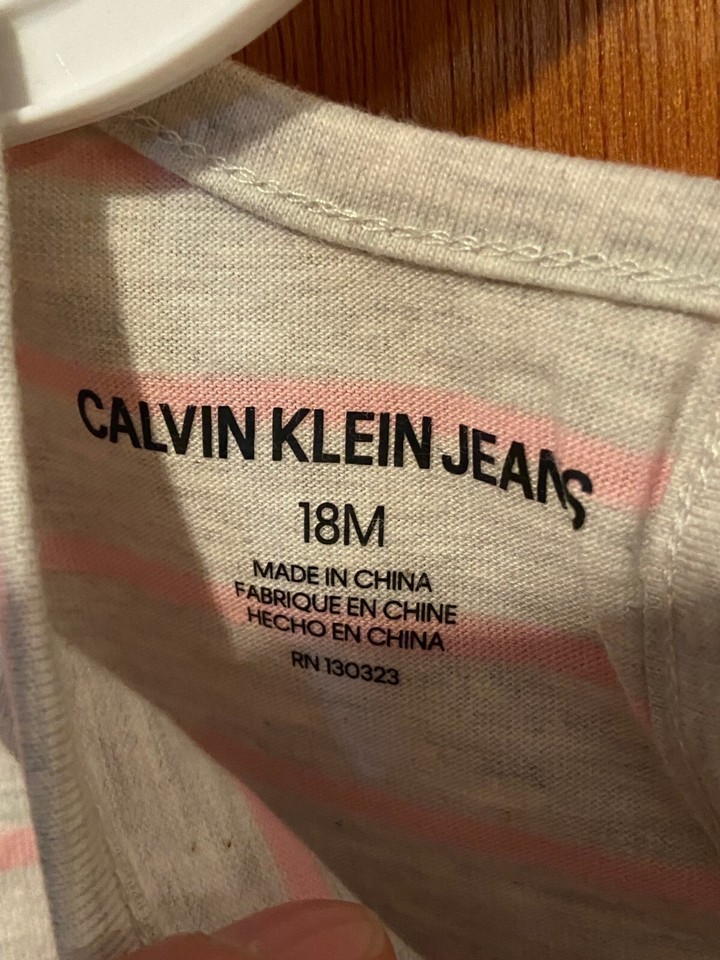 CALVIN KLEIN JEANS
18M
MADE IN CHINA
FABRIQUE EN CHINE
HECHO EN CHINA
RN 130323